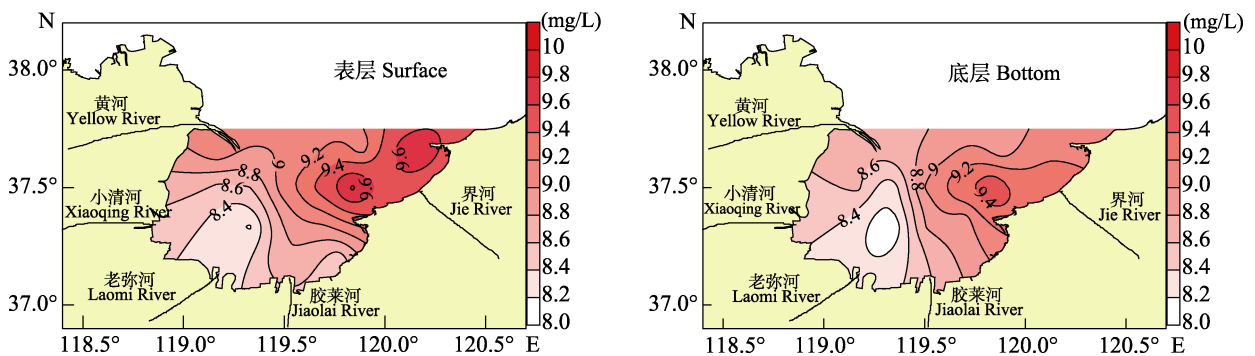 N
(mg/L)
表层 Surface
38.0°
37.5°
37.0°
118.5°
119.0°
119.5°
120.0°
120.5°
E
黄河
Yellow River
小清河
Xiaoqing River
老弥河
Laomi River
胶莱河
Jiaolai River
界河
Jie River
8.4
8.6
8.8
9
9.2
9.4
9.6
9.6
10
9.8
9.6
9.4
9.2
9.0
8.8
8.6
8.4
8.2
8.0
N
(mg/L)
底层 Bottom
38.0°
37.5°
37.0°
118.5°
119.0°
119.5°
120.0°
120.5°
E
黄河
Yellow River
小清河
Xiaoqing River
老弥河
Laomi River
胶莱河
Jiaolai River
界河
Jie River
8.4
8.6
8.8
9
9.2
9.4
10
9.8
9.6
9.4
9.2
9.0
8.8
8.6
8.4
8.2
8.0